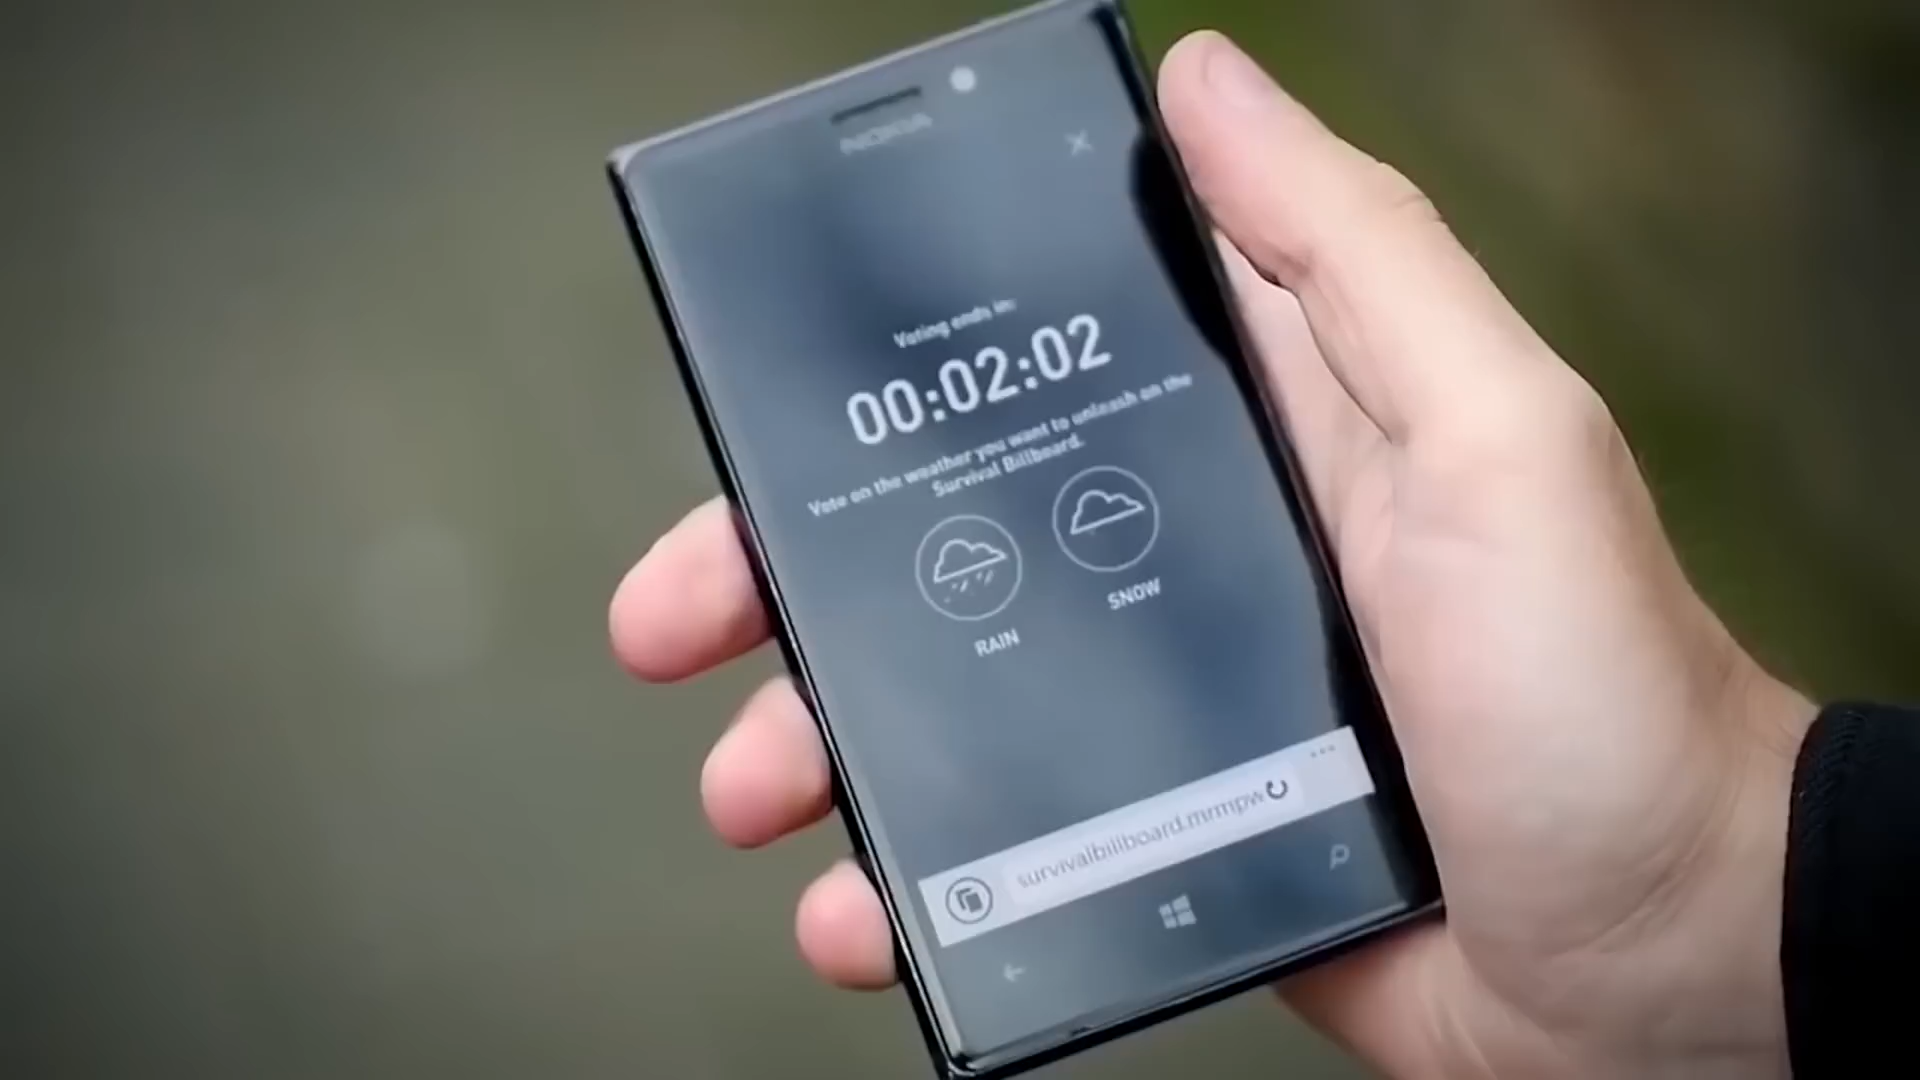 NOKIA
Voting ends in:
00:02:02
Vote on the weather you want to unleash on the
Survival Billboard.
RAIN
SNOW
survivalbillboard.mrmpw